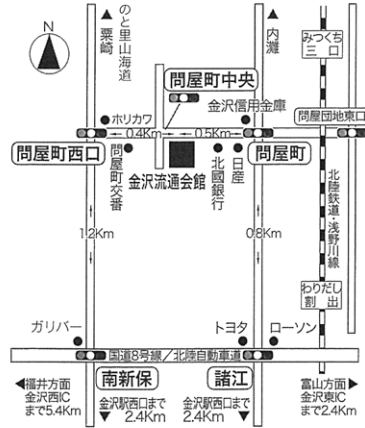 N
▲粟崎
のと里山海道
▲内灘
みつくち
三口
問屋町中央
金沢信用金庫
ホリカワ
問屋団地東口
0.4Km
0.5Km
問屋町西口
問屋町
問屋町交番
金沢流通会館
北國銀行
日産
北陸鉄道・浅野川線
1.2Km
0.8Km
わりだし
割出
ガリバー
トヨタ
ローソン
国道8号線／北陸自動車道
◀福井方面
金沢西IC
まで5.4Km
南新保
諸江
富山方面▶
金沢東IC
まで2.4Km
金沢駅西口まで
▼2.4Km
金沢駅西口まで
2.4Km▼